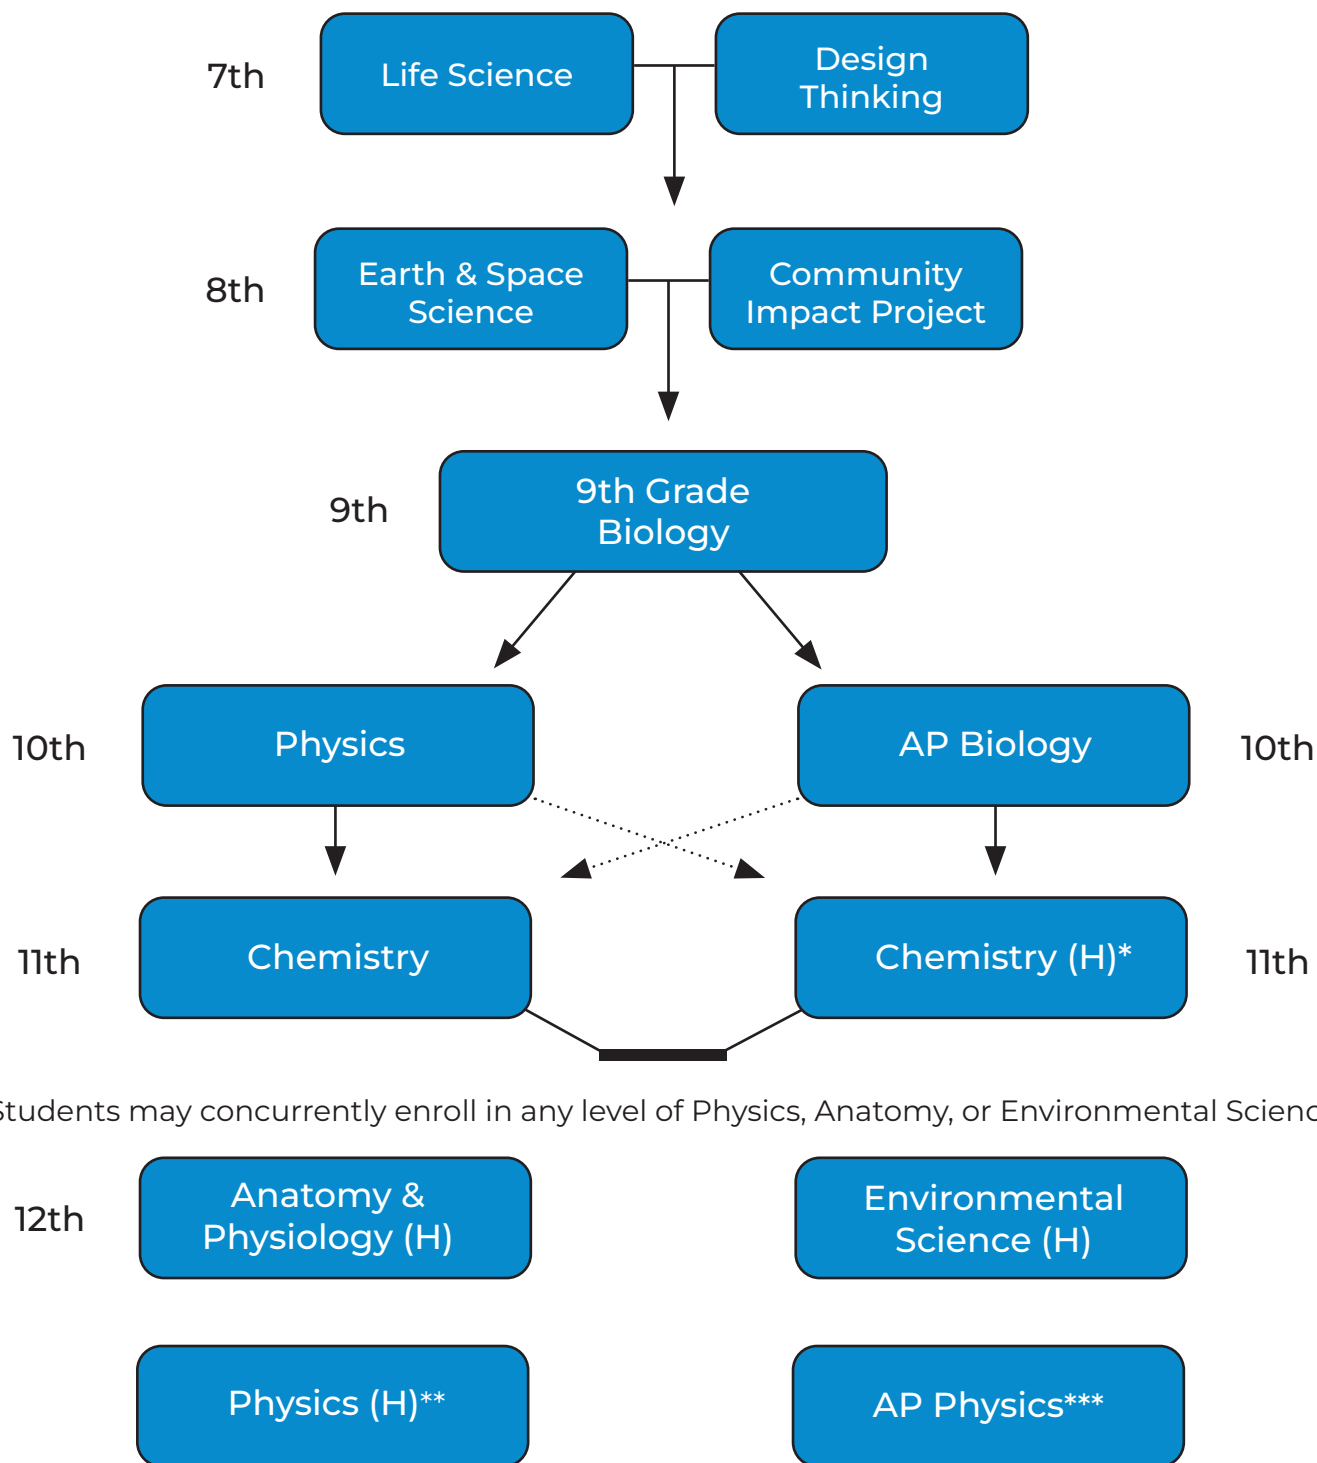 7th
Life Science
Design
Thinking
8th
Earth & Space
Science
Community
Impact Project
9th
9th Grade
Biology
10th
Physics
AP Biology
10th
11th
Chemistry
Chemistry (H)*
11th
Students may concurrently enroll in any level of Physics, Anatomy, or Environmental Scienc
12th
Anatomy &
Physiology (H)
Environmental
Science (H)
Physics (H)**
AP Physics***